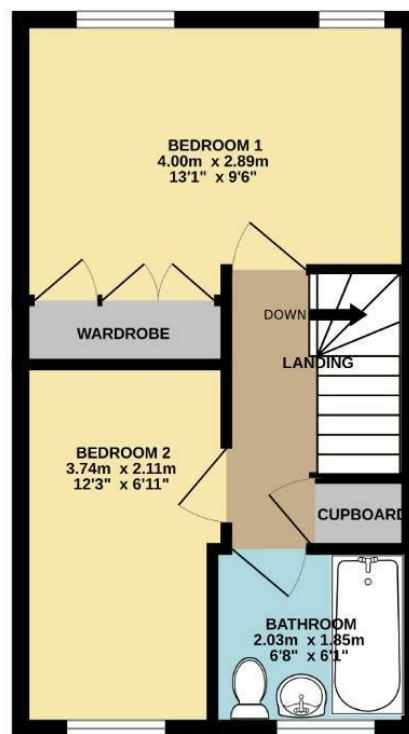 BEDROOM 1
4.00m x 2.89m
13'1" x 9'6"
WARDROBE
DOWN
LANDING
BEDROOM 2
3.74m x 2.11m
12'3" x 6'11"
CUPBOARD
BATHROOM
2.03m x 1.85m
6'8" x 6'1"